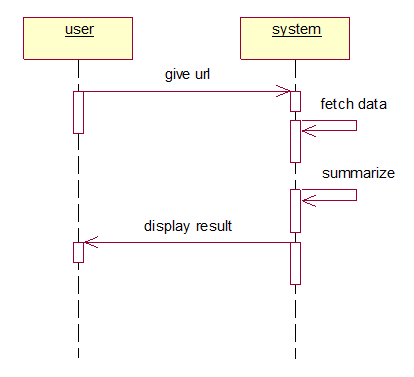 user
system
give url
fetch data
summarize
display result